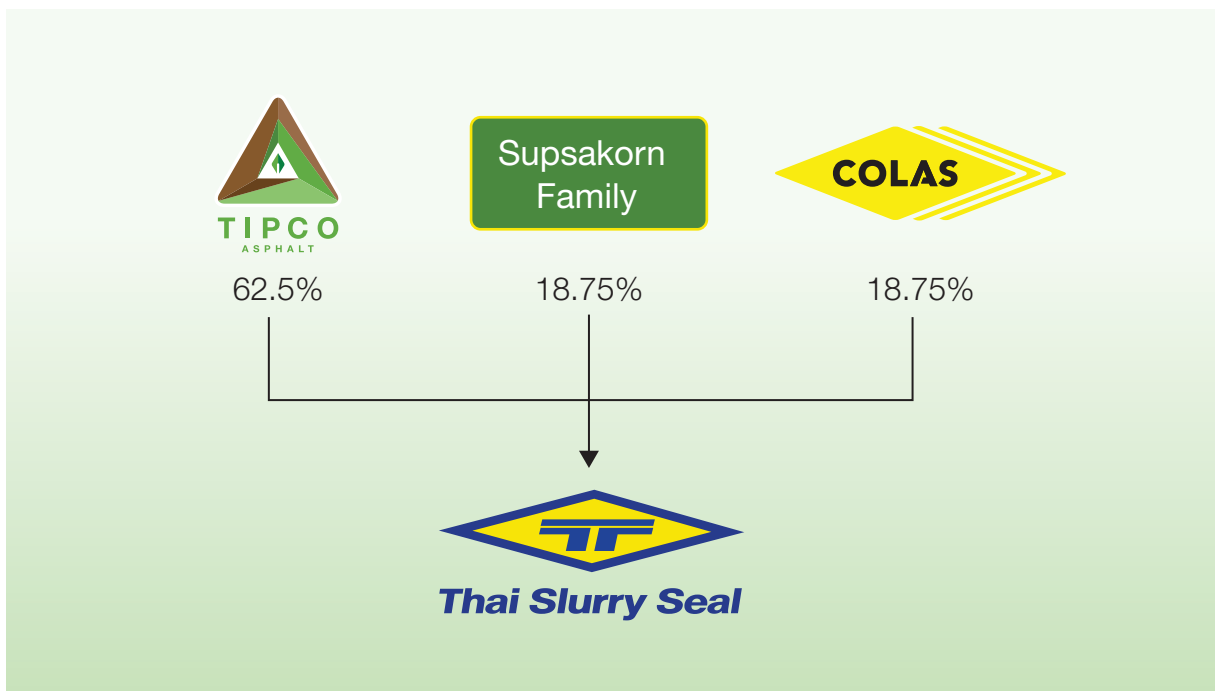 TIPCO
ASPHALT
Supsakorn
Family
COLAS
62.5%
18.75%
18.75%
Thai Slurry Seal